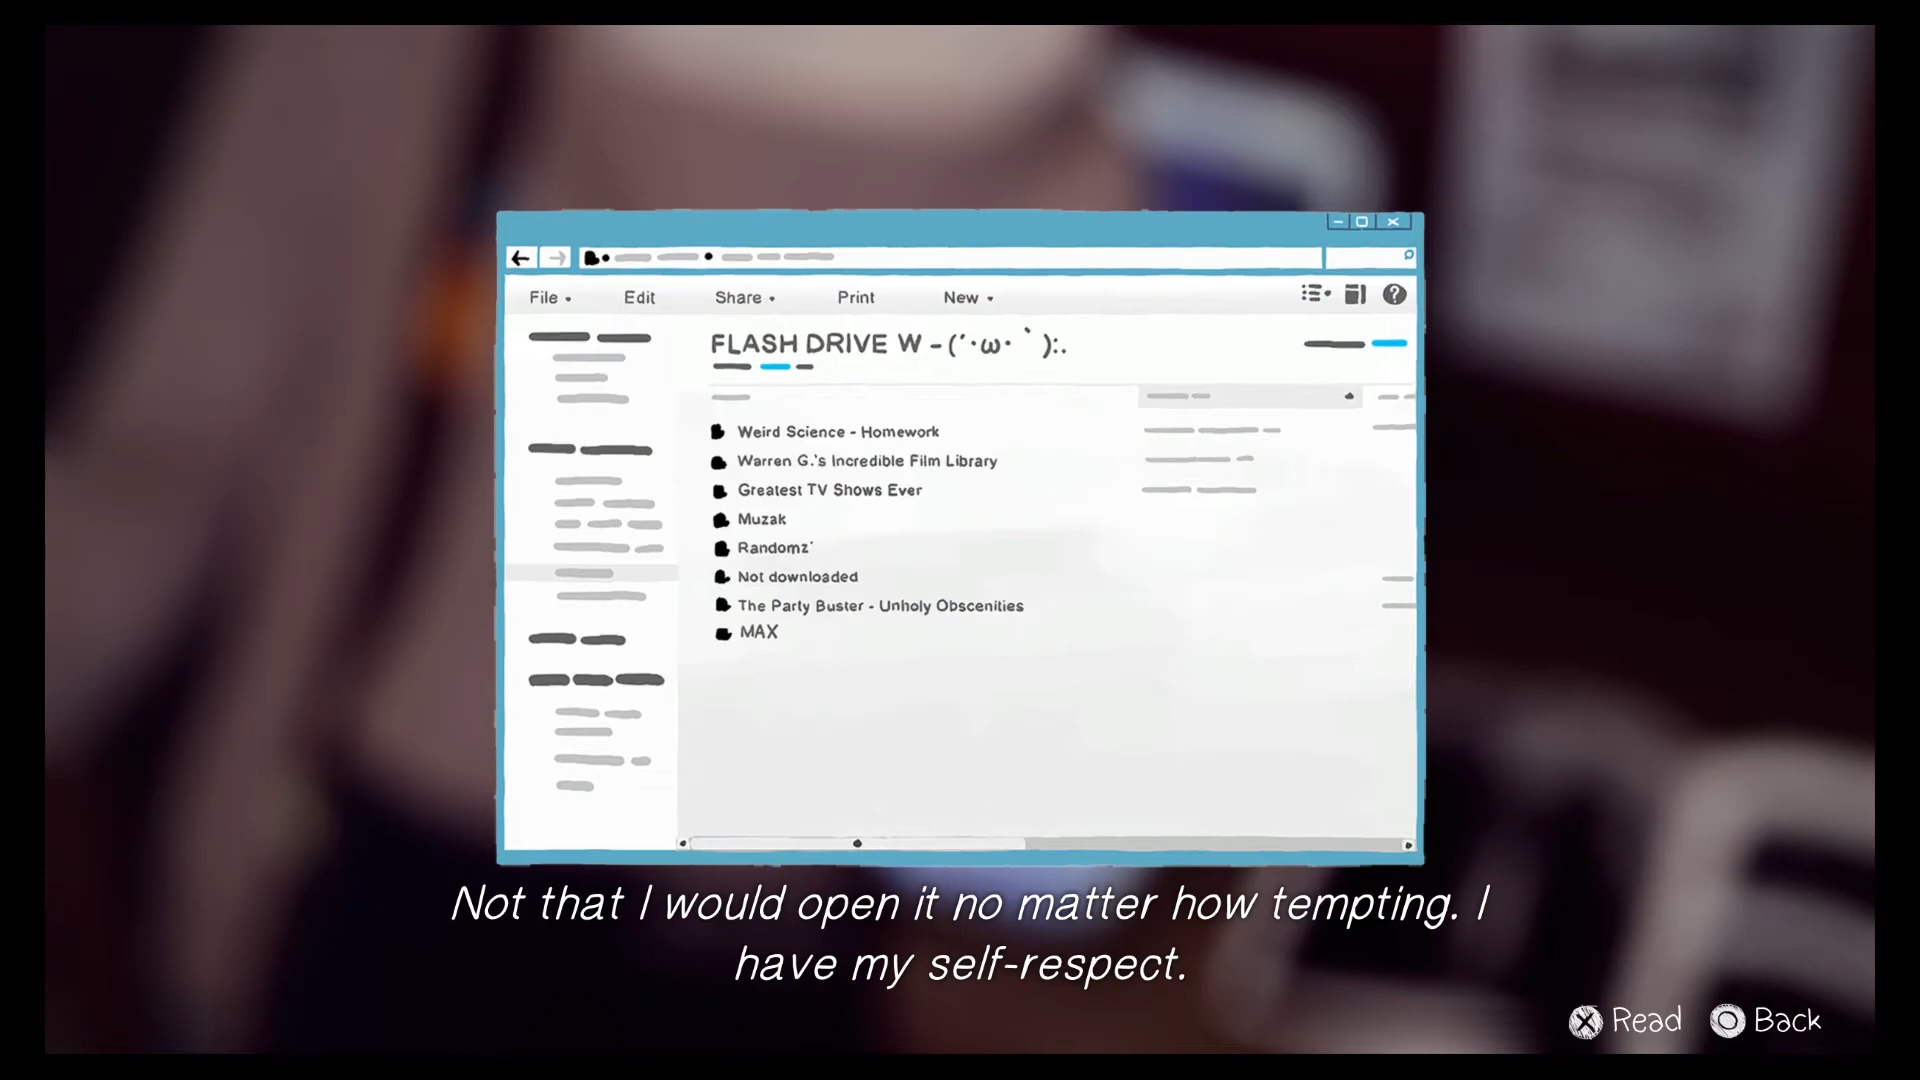 File Edit Share Print New
FLASH DRIVE W - (´･ω･｀):.
Weird Science - Homework
Warren G.'s Incredible Film Library
Greatest TV Shows Ever
Muzak
Randomz'
Not downloaded
The Party Buster - Unholy Obscenities
MAX
Not that I would open it no matter how tempting. I
have my self-respect.
Read Back